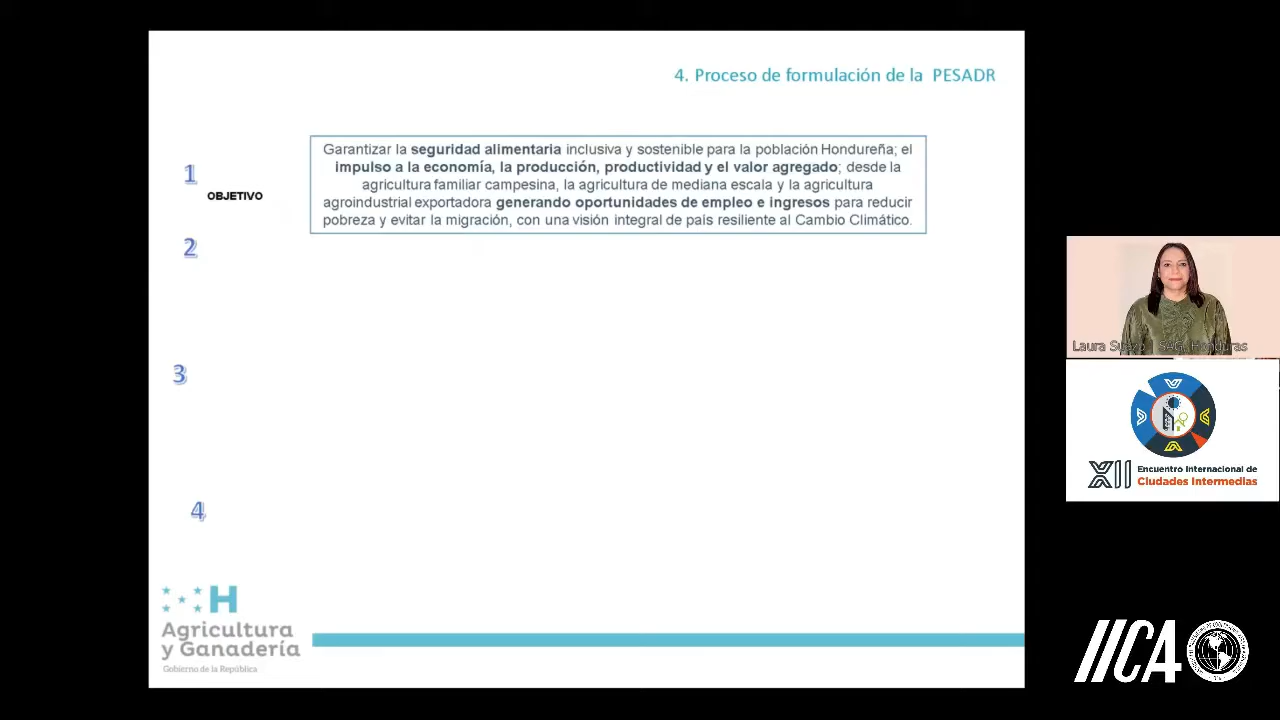 4. Proceso de formulación de la PESADR
1
OBJETIVO
Garantizar la seguridad alimentaria inclusiva y sostenible para la población Hondureña; el
impulso a la economía, la producción, productividad y el valor agregado; desde la
agricultura familiar campesina, la agricultura de mediana escala y la agricultura
agroindustrial exportadora generando oportunidades de empleo e ingresos para reducir
pobreza y evitar la migración, con una visión integral de país resiliente al Cambio Climático.
2
3
4
H
Agricultura
y Ganadería
Gobierno de la República
Laura Suazo | SAG, Honduras
XII
Encuentro Internacional de
Ciudades Intermedias
IICA